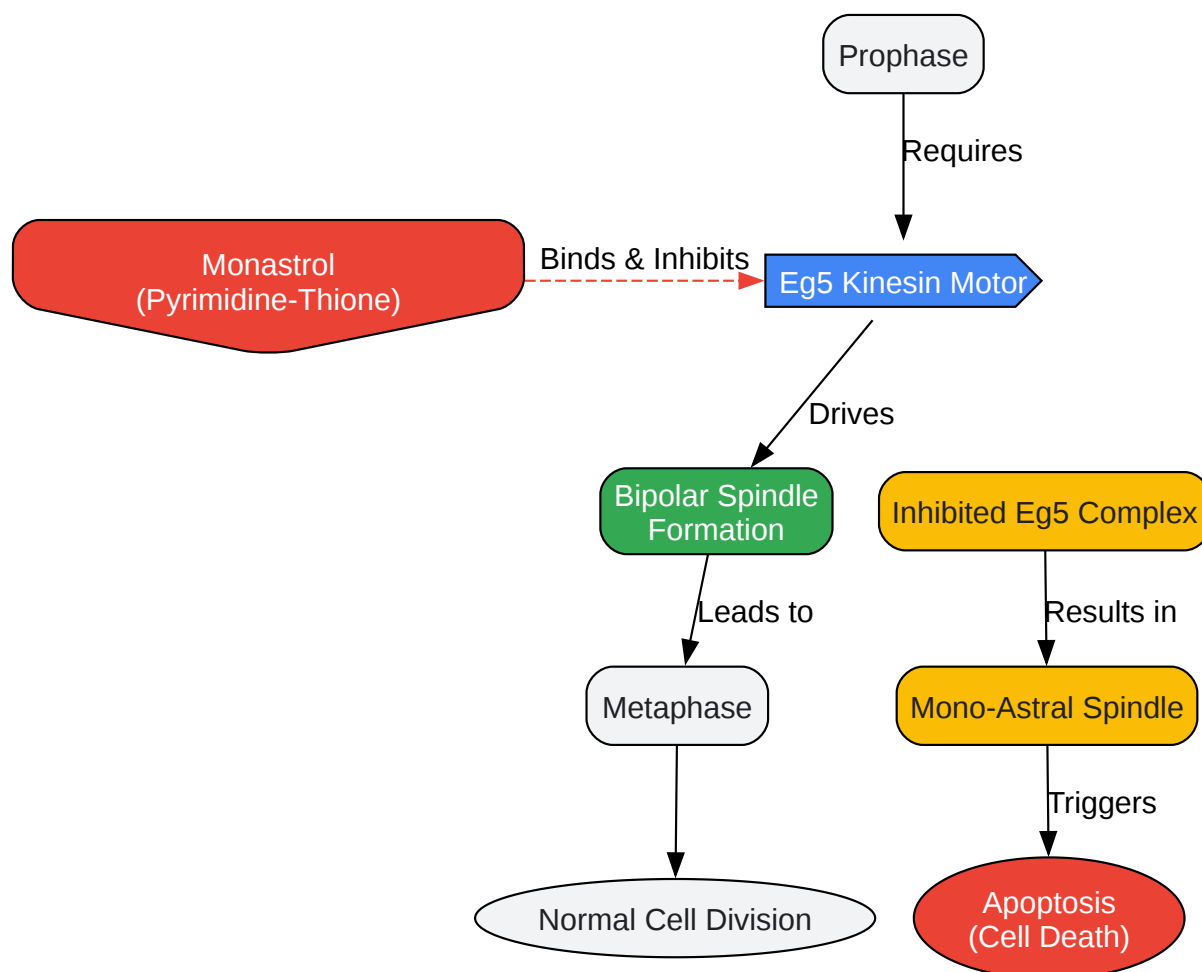 Prophase
Requires
Monastrol
(Pyrimidine-Thione)
Binds & Inhibits
Eg5 Kinesin Motor
Drives
Bipolar Spindle
Formation
Inhibited Eg5 Complex
Leads to
Results in
Metaphase
Mono-Astral Spindle
Triggers
Normal Cell Division
Apoptosis
(Cell Death)